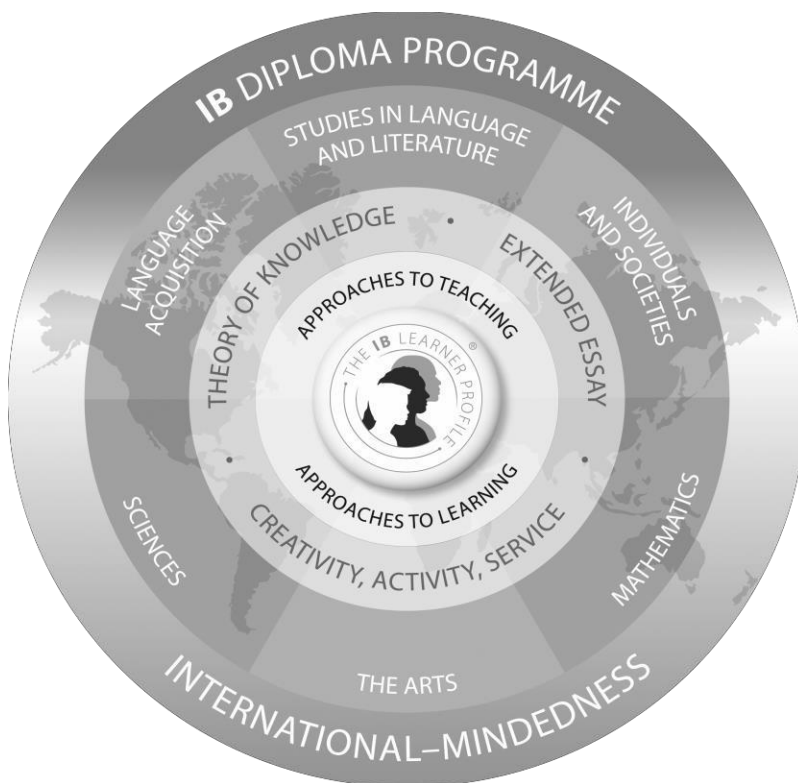 IB DIPLOMA PROGRAMME
STUDIES IN LANGUAGE
AND LITERATURE
LANGUAGE
ACQUISITION
INDIVIDUALS
AND SOCIETIES
THEORY OF KNOWLEDGE
EXTENDED ESSAY
APPROACHES TO TEACHING
THE IB LEARNER PROFILE ®
APPROACHES TO LEARNING
CREATIVITY, ACTIVITY, SERVICE
SCIENCES
MATHEMATICS
THE ARTS
INTERNATIONAL–MINDEDNESS